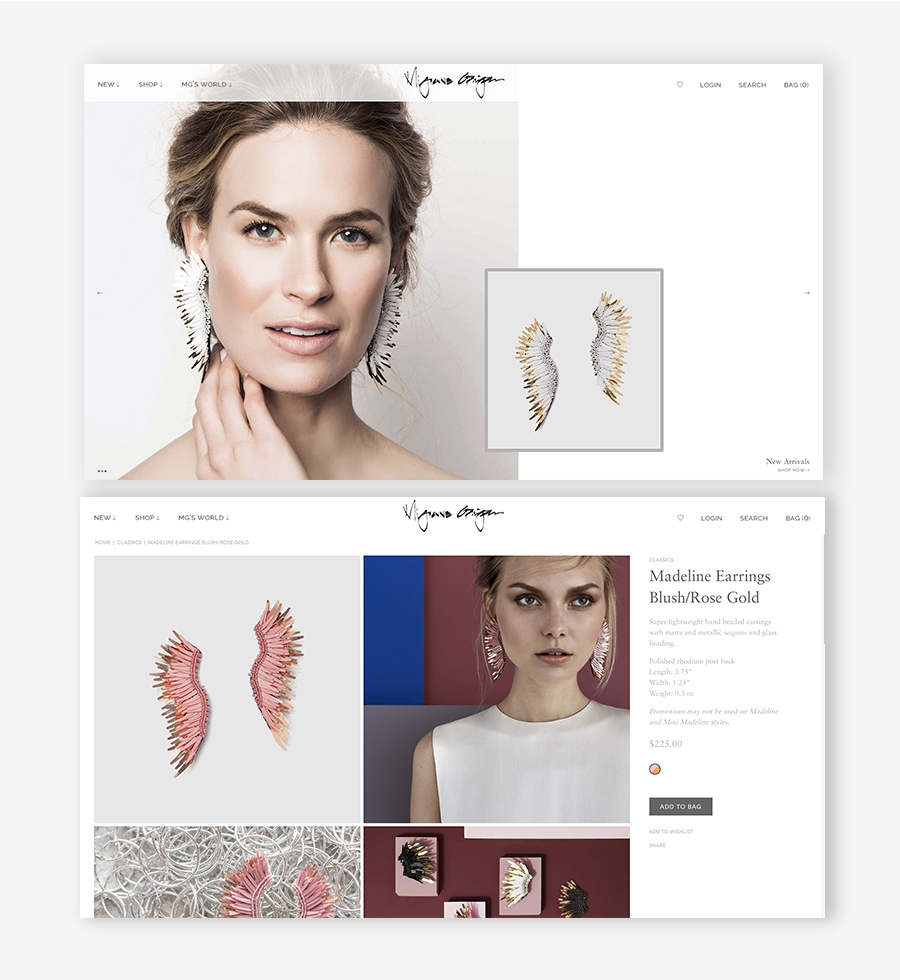 NEW ↓ SHOP ↓ MG'S WORLD ↓ Mignonne Gavigan ♡ LOGIN SEARCH BAG (0)
← →
New Arrivals
SHOP NOW →
NEW ↓ SHOP ↓ MG'S WORLD ↓ Mignonne Gavigan ♡ LOGIN SEARCH BAG (0)
HOME | CLASSICS | MADELINE EARRINGS BLUSH/ROSE GOLD
CLASSICS
Madeline Earrings
Blush/Rose Gold
Super lightweight hand beaded earrings
with matte and metallic sequins and glass
beading.
Polished rhodium post back
Length: 3.75"
Width: 1.25"
Weight: 0.3 oz
Promotions may not be used on Madeline
and Mini Madeline styles.
$225.00
ADD TO BAG
ADD TO WISHLIST
SHARE